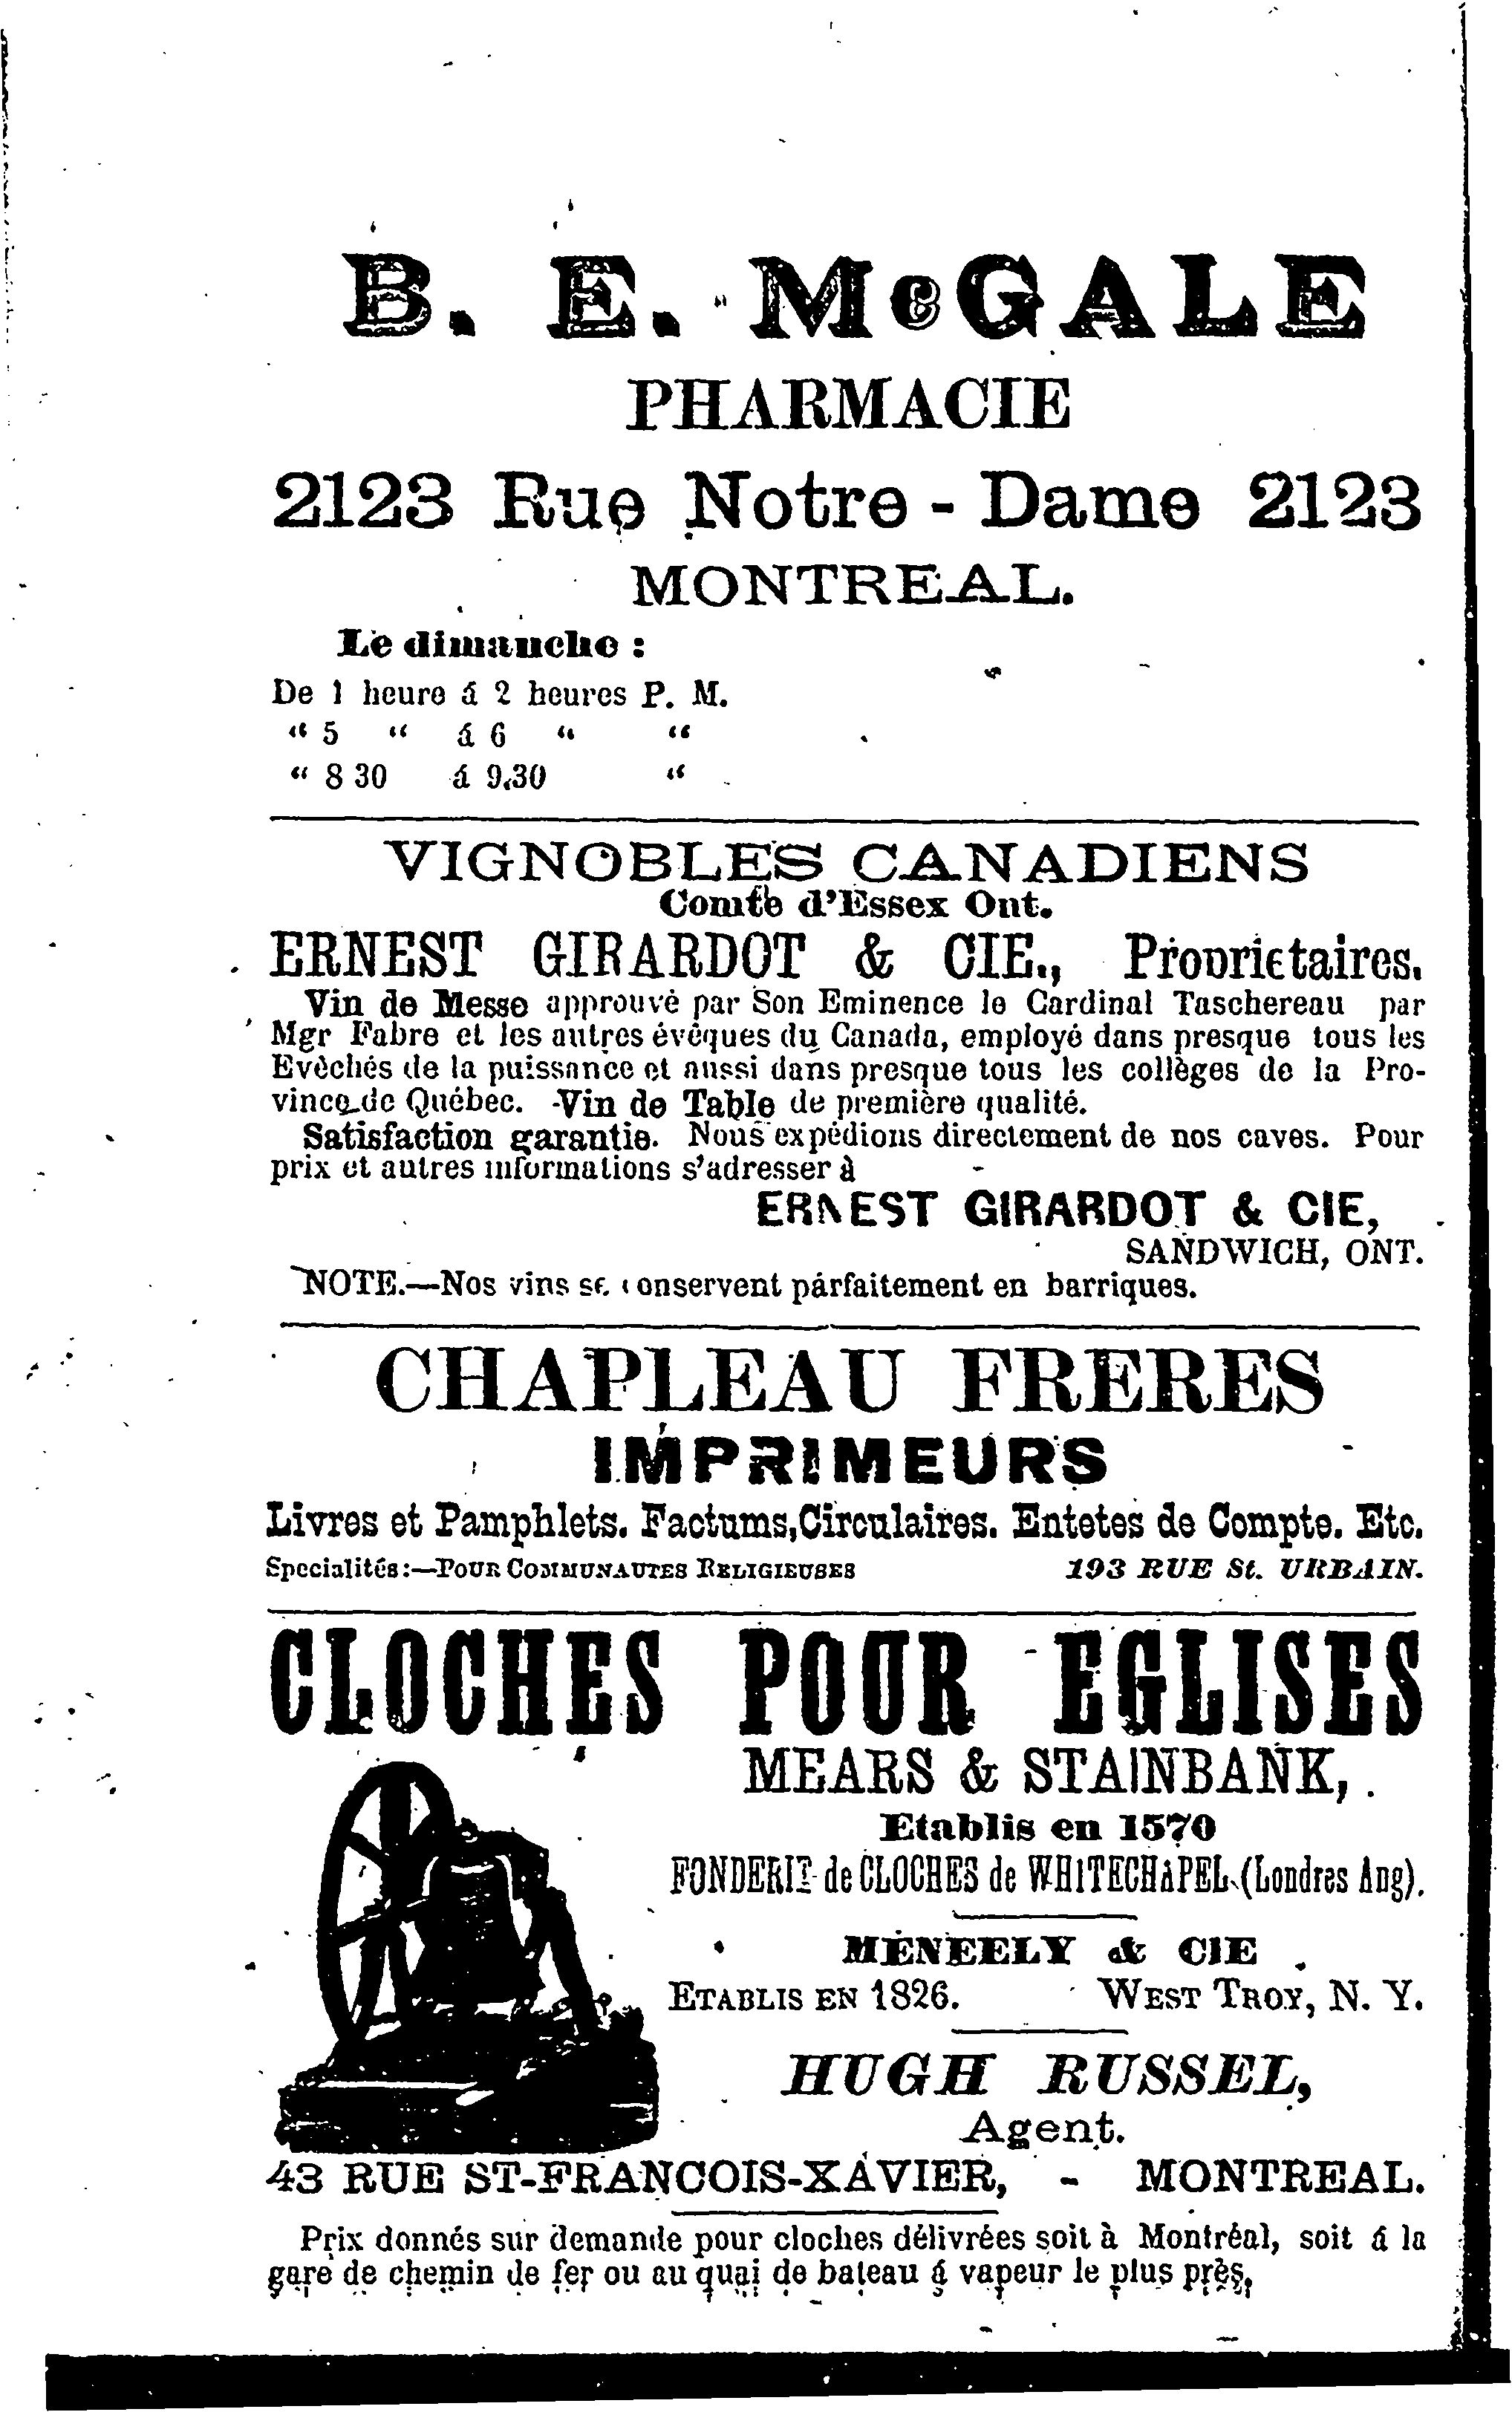 B. E. McGALE
PHARMACIE
2123 Rue Notre-Dame 2123
MONTREAL.
Le dimanche :
De 1 heure á 2 heures P. M.
“ 5 “ á 6 “ “
“ 8 30 á 9.30 “
VIGNOBLES CANADIENS
Comte d'Essex Ont.
ERNEST GIRARDOT & CIE., Proprietaires.
Vin de Messe approuvé par Son Eminence le Cardinal Taschereau par
Mgr Fabre et les autres évêques du Canada, employé dans presque tous les
Evèchés de la puissance et aussi dans presque tous les collèges de la Pro-
vince de Québec. -Vin de Table de première qualité.
Satisfaction garantie. Nous expédions directement de nos caves. Pour
prix et autres informations s'adresser à
ERNEST GIRARDOT & CIE,
SANDWICH, ONT.
NOTE.—Nos vins se conservent parfaitement en barriques.
CHAPLEAU FRERES
IMPRIMEURS
Livres et Pamphlets. Factums, Circulaires. Entetes de Compte. Etc.
Specialités:—POUR COMMUNAUTES RELIGIEUSES 193 RUE St. URBAIN.
CLOCHES POUR EGLISES
MEARS & STAINBANK,
Etablis en 1570
FONDERIE de CLOCHES de WHITECHAPEL (Londres Ang).
MENEELY & CIE
ETABLIS EN 1826. WEST TROY, N. Y.
HUGH RUSSEL,
Agent.
43 RUE ST-FRANCOIS-XAVIER, - MONTREAL.
Prix donnés sur demande pour cloches délivrées soit à Montréal, soit á la
gare de chemin de fer ou au quai de bateau á vapeur le plus près.